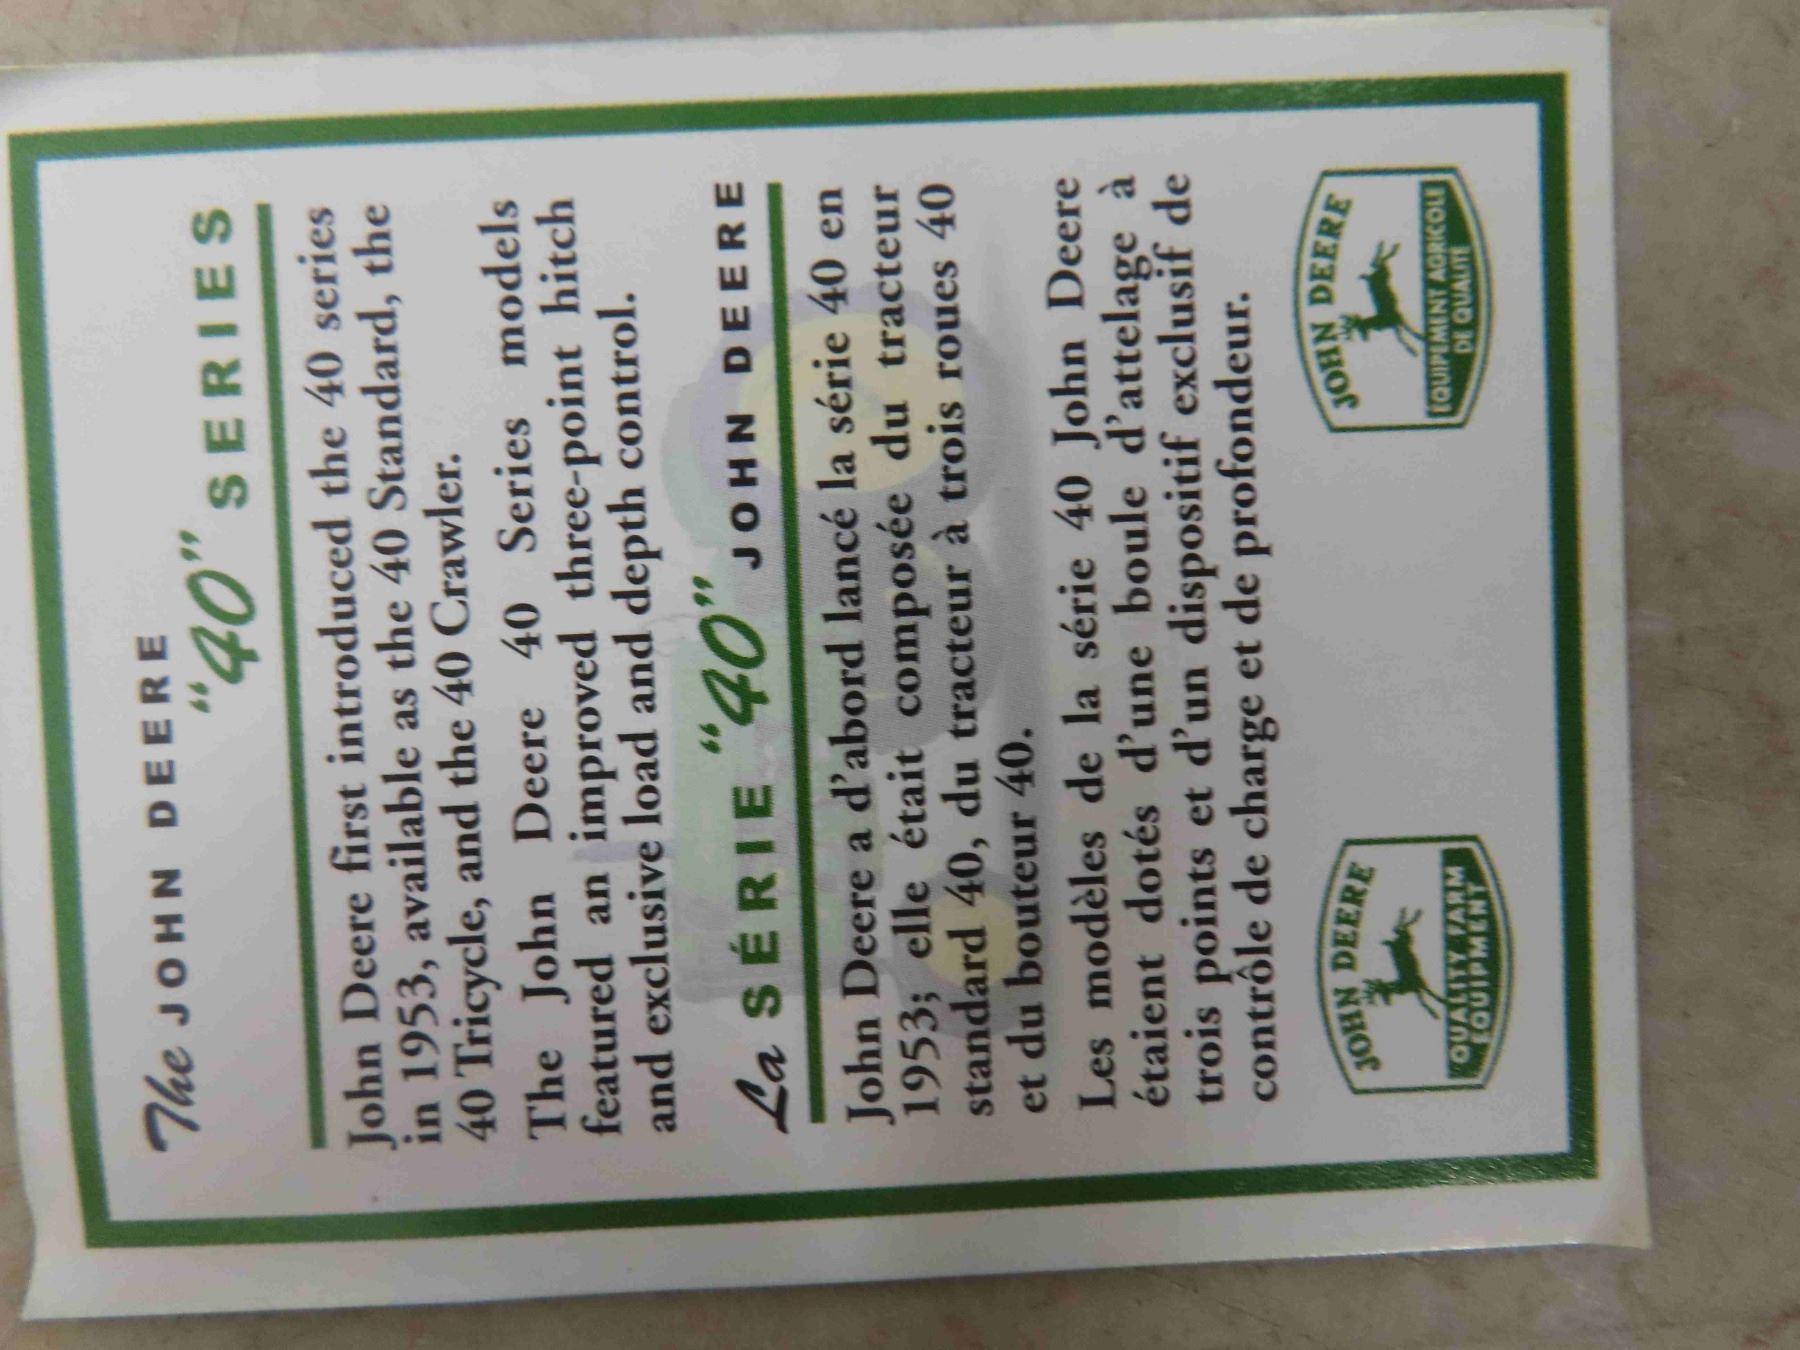 The JOHN DEERE
“40” SERIES
John Deere first introduced the 40 series
in 1953, available as the 40 Standard, the
40 Tricycle, and the 40 Crawler.
The John Deere 40 Series models
featured an improved three-point hitch
and exclusive load and depth control.
La SÉRIE “40” JOHN DEERE
John Deere a d’abord lancé la série 40 en
1953; elle était composée du tracteur
standard 40, du tracteur à trois roues 40
et du bouteur 40.
Les modèles de la série 40 John Deere
étaient dotés d’une boule d’attelage à
trois points et d’un dispositif exclusif de
contrôle de charge et de profondeur.
JOHN DEERE
QUALITY FARM
EQUIPMENT
JOHN DEERE
EQUIPEMENT AGRICOLE
DE QUALITÉ